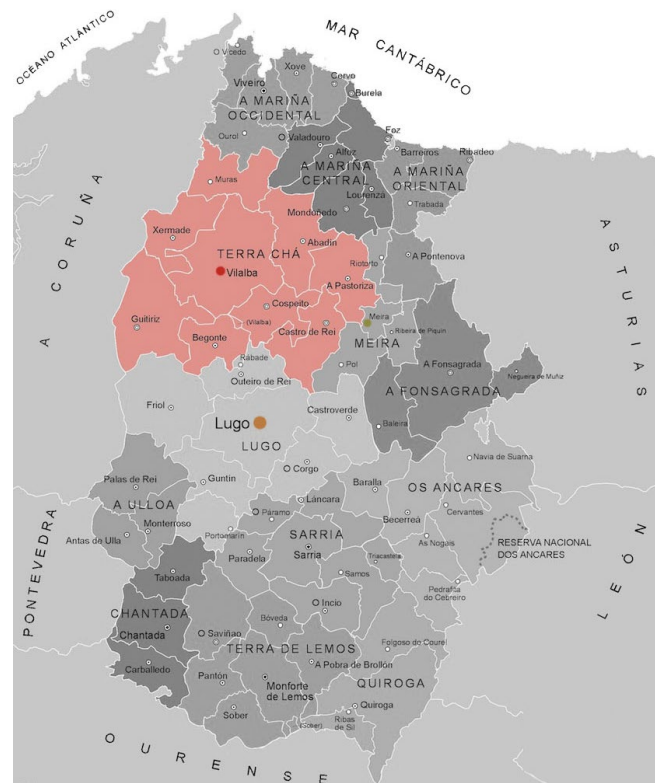 OCÉANO ATLÁNTICO
MAR CANTÁBRICO
O Vicedo
Xove
Cervo
Viveiro
Bureia
A MARIÑA
OCCIDENTAL
Foz
Ourol
O Valadouro
Barreiros
Ribadeo
Alfoz
A MARIÑA
CENTRAL
A MARIÑA
ORIENTAL
Muras
Lourenza
Trabada
Mondoñedo
A CORUÑA
ASTURIAS
Xermade
Abadín
TERRA CHÁ
A Pontenova
Riotorto
Vilalba
A Pastoriza
Cospeito
Guitiriz
(Vilalba)
Castro de Rei
Meira
Ribeira de Piquín
Begonte
MEIRA
Rábade
Pol
A Fonsagrada
Outeiro de Rei
Negueira de Muñiz
A FONSAGRADA
Friol
Castroverde
Lugo
Baleira
LUGO
O Corgo
Navia de Suarna
Palas de Rei
Guntín
Baralla
OS ANCARES
A ULLOA
Láncara
Cervantes
O Páramo
Becerreá
Monterroso
Portomarín
SARRIA
Antas de Ulla
As Nogais
RESERVA NACIONAL
DOS ANCARES
Paradela
Sarria
Triacastela
PONTEVEDRA
LEÓN
Taboada
Samos
Pedrafita
do Cebreiro
CHANTADA
O Incio
Bóveda
Chantada
O Saviñao
Folgoso do Courel
TERRA DE LEMOS
Carballedo
A Pobra de Brollón
Pantón
Monforte
de Lemos
QUIROGA
Quiroga
Sober
Ribas
de Sil
(Sober)
OURENSE